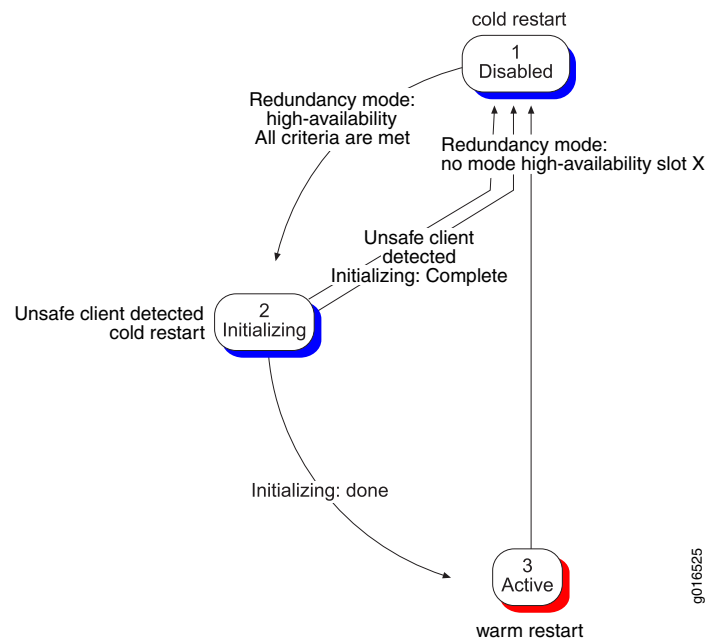 cold restart
1
Disabled
Redundancy mode:
high-availability
All criteria are met
Redundancy mode:
no mode high-availability slot X
Unsafe client
detected
Initializing: Complete
Unsafe client detected
cold restart
2
Initializing
Initializing: done
3
Active
warm restart
g016525